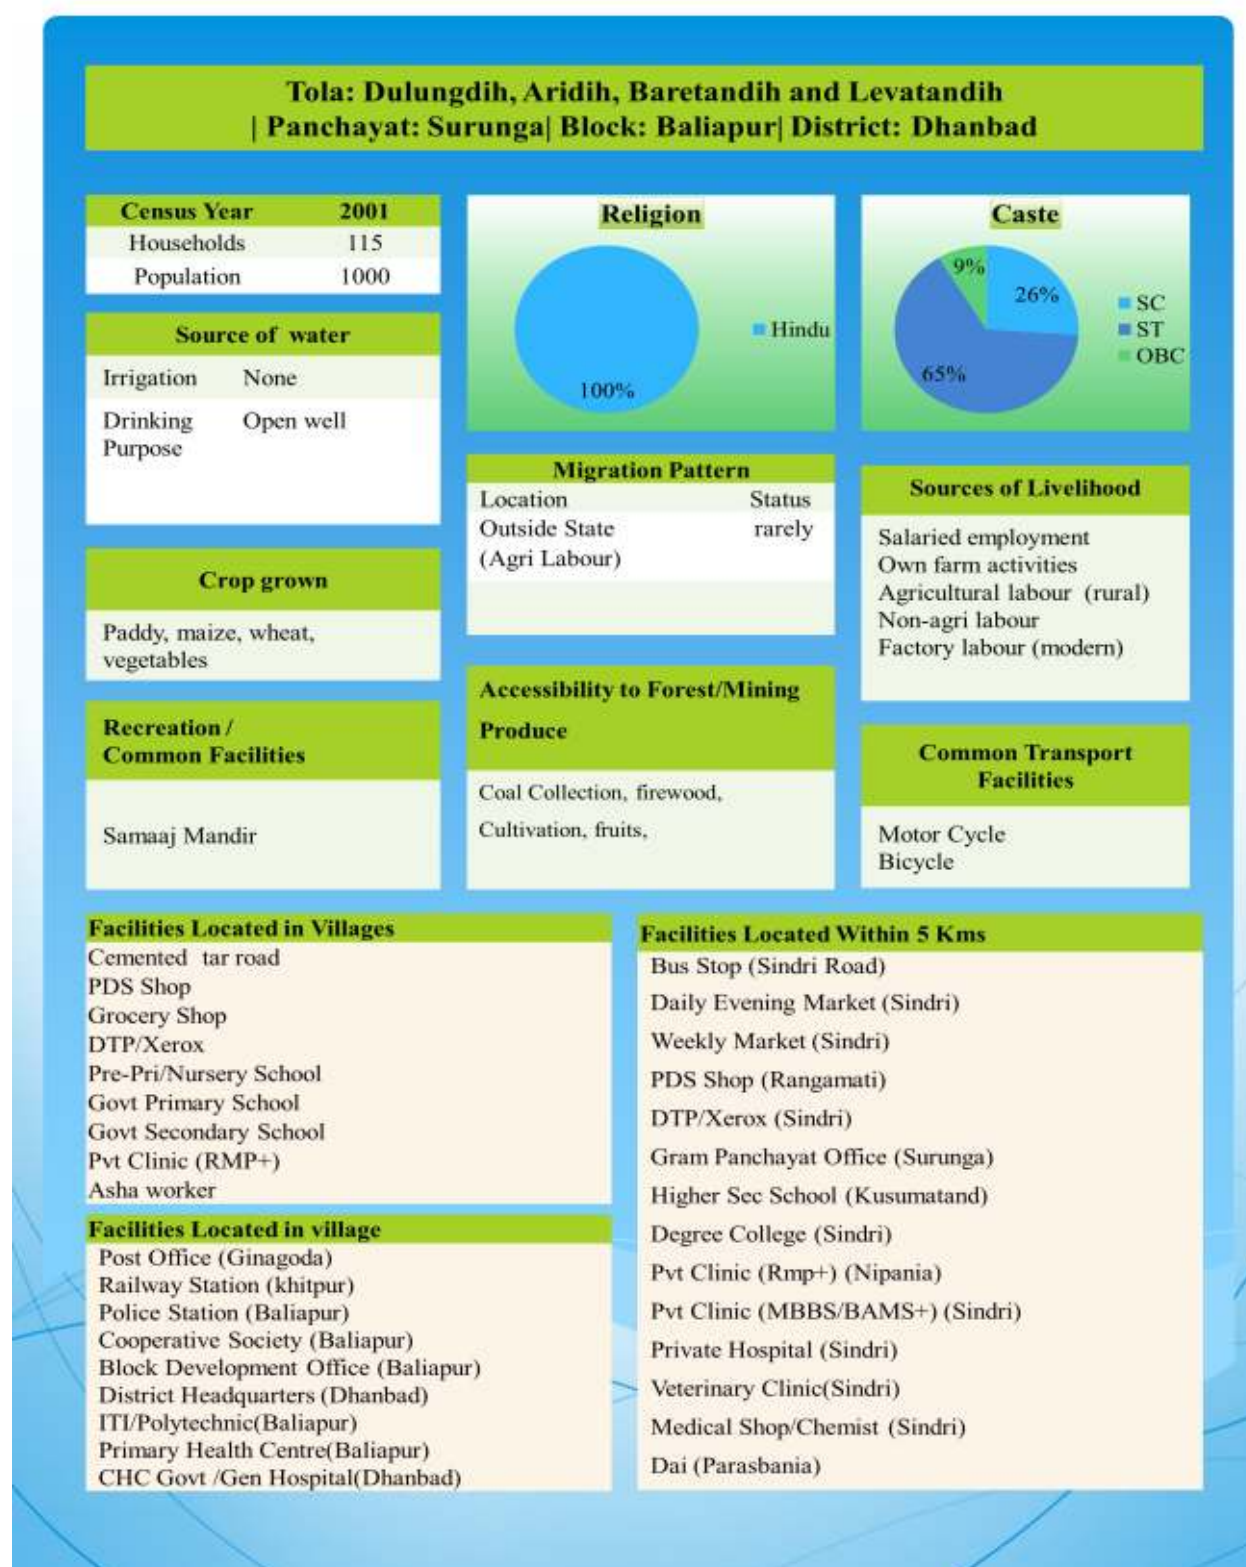 Tola: Dulungdih, Aridih, Baretandih and Levatandih
| Panchayat: Surunga| Block: Baliapur| District: Dhanbad
Census Year 2001
Households 115
Population 1000
Source of water
Irrigation None
Drinking Open well
Purpose
Crop grown
Paddy, maize, wheat,
vegetables
Recreation /
Common Facilities
Samaaj Mandir
Religion
Hindu
100%
Migration Pattern
Location Status
Outside State rarely
(Agri Labour)
Accessibility to Forest/Mining
Produce
Coal Collection, firewood,
Cultivation, fruits,
Caste
9%
26%
65%
SC
ST
OBC
Sources of Livelihood
Salaried employment
Own farm activities
Agricultural labour (rural)
Non-agri labour
Factory labour (modern)
Common Transport
Facilities
Motor Cycle
Bicycle
Facilities Located in Villages
Cemented tar road
PDS Shop
Grocery Shop
DTP/Xerox
Pre-Pri/Nursery School
Govt Primary School
Govt Secondary School
Pvt Clinic (RMP+)
Asha worker
Facilities Located in village
Post Office (Ginagoda)
Railway Station (khitpur)
Police Station (Baliapur)
Cooperative Society (Baliapur)
Block Development Office (Baliapur)
District Headquarters (Dhanbad)
ITI/Polytechnic(Baliapur)
Primary Health Centre(Baliapur)
CHC Govt /Gen Hospital(Dhanbad)
Facilities Located Within 5 Kms
Bus Stop (Sindri Road)
Daily Evening Market (Sindri)
Weekly Market (Sindri)
PDS Shop (Rangamati)
DTP/Xerox (Sindri)
Gram Panchayat Office (Surunga)
Higher Sec School (Kusumatand)
Degree College (Sindri)
Pvt Clinic (Rmp+) (Nipania)
Pvt Clinic (MBBS/BAMS+) (Sindri)
Private Hospital (Sindri)
Veterinary Clinic(Sindri)
Medical Shop/Chemist (Sindri)
Dai (Parasbania)